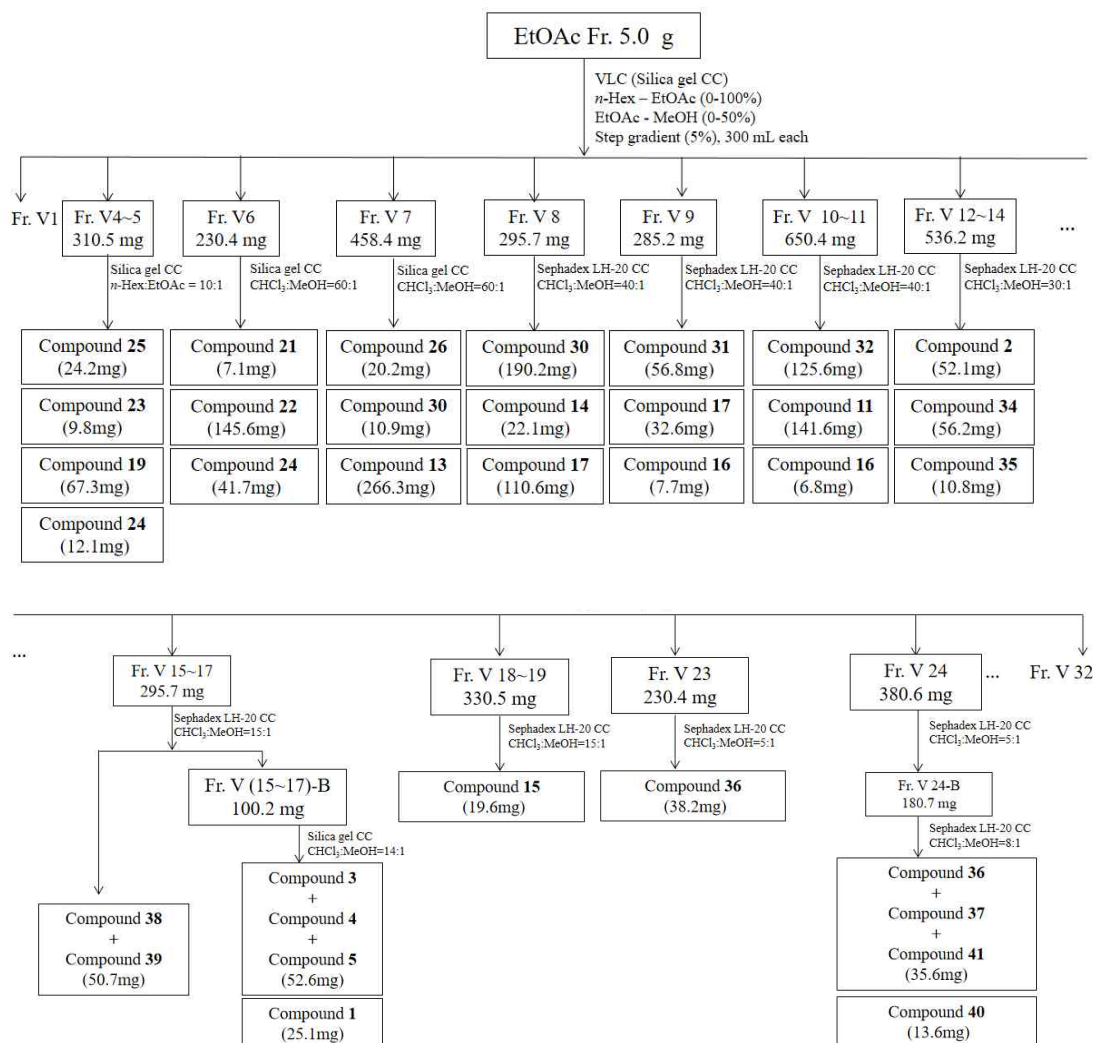 EtOAc Fr. 5.0 g
VLC (Silica gel CC)
n-Hex – EtOAc (0-100%)
EtOAc - MeOH (0-50%)
Step gradient (5%), 300 mL each
Fr. V1
Fr. V4~5
310.5 mg
Fr. V6
230.4 mg
Fr. V 7
458.4 mg
Fr. V 8
295.7 mg
Fr. V 9
285.2 mg
Fr. V 10~11
650.4 mg
Fr. V 12~14
536.2 mg
...
Silica gel CC
n-Hex:EtOAc = 10:1
Silica gel CC
CHCl₃:MeOH=60:1
Silica gel CC
CHCl₃:MeOH=60:1
Sephadex LH-20 CC
CHCl₃:MeOH=40:1
Sephadex LH-20 CC
CHCl₃:MeOH=40:1
Sephadex LH-20 CC
CHCl₃:MeOH=40:1
Sephadex LH-20 CC
CHCl₃:MeOH=30:1
Compound 25
(24.2mg)
Compound 23
(9.8mg)
Compound 19
(67.3mg)
Compound 24
(12.1mg)
Compound 21
(7.1mg)
Compound 22
(145.6mg)
Compound 24
(41.7mg)
Compound 26
(20.2mg)
Compound 30
(10.9mg)
Compound 13
(266.3mg)
Compound 30
(190.2mg)
Compound 14
(22.1mg)
Compound 17
(110.6mg)
Compound 31
(56.8mg)
Compound 17
(32.6mg)
Compound 16
(7.7mg)
Compound 32
(125.6mg)
Compound 11
(141.6mg)
Compound 16
(6.8mg)
Compound 2
(52.1mg)
Compound 34
(56.2mg)
Compound 35
(10.8mg)
...
Fr. V 15~17
295.7 mg
Sephadex LH-20 CC
CHCl₃:MeOH=15:1
Fr. V (15~17)-B
100.2 mg
Silica gel CC
CHCl₃:MeOH=14:1
Compound 38
+
Compound 39
(50.7mg)
Compound 3
+
Compound 4
+
Compound 5
(52.6mg)
Compound 1
(25.1mg)
Fr. V 18~19
330.5 mg
Sephadex LH-20 CC
CHCl₃:MeOH=15:1
Compound 15
(19.6mg)
Fr. V 23
230.4 mg
Sephadex LH-20 CC
CHCl₃:MeOH=5:1
Compound 36
(38.2mg)
Fr. V 24
380.6 mg
Sephadex LH-20 CC
CHCl₃:MeOH=5:1
Fr. V 24-B
180.7 mg
Sephadex LH-20 CC
CHCl₃:MeOH=8:1
Compound 36
+
Compound 37
+
Compound 41
(35.6mg)
Compound 40
(13.6mg)
...
Fr. V 32